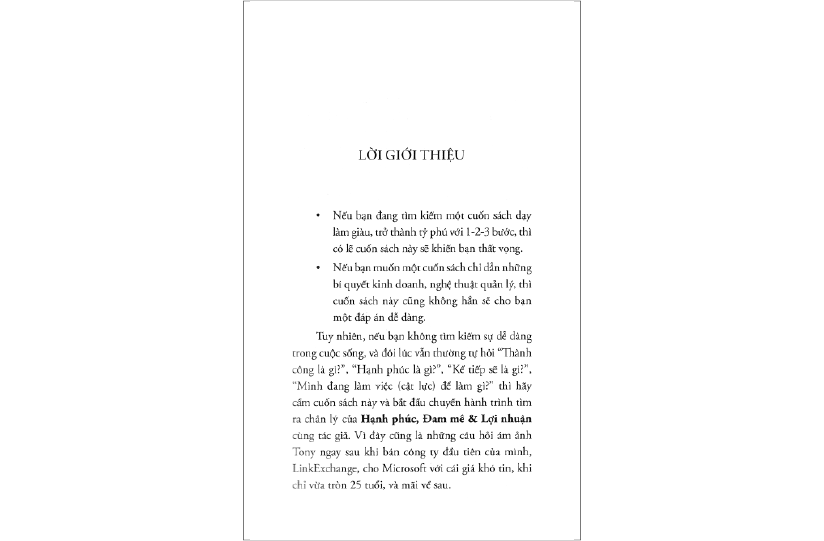 LỜI GIỚI THIỆU
• Nếu bạn đang tìm kiếm một cuốn sách dạy
làm giàu, trở thành tỷ phú với 1-2-3 bước, thì
có lẽ cuốn sách này sẽ khiến bạn thất vọng.
• Nếu bạn muốn một cuốn sách chỉ dẫn những
bí quyết kinh doanh, nghệ thuật quản lý, thì
cuốn sách này cũng không hẳn sẽ cho bạn
một đáp án dễ dàng.
Tuy nhiên, nếu bạn không tìm kiếm sự dễ dàng
trong cuộc sống, và đôi lúc vẫn thường tự hỏi “Thành
công là gì?”, “Hạnh phúc là gì?”, “Kế tiếp sẽ là gì?”,
“Mình đang làm việc (cật lực) để làm gì?” thì hãy
cầm cuốn sách này và bắt đầu chuyến hành trình tìm
ra chân lý của Hạnh phúc, Đam mê & Lợi nhuận
cùng tác giả. Vì đây cũng là những câu hỏi ám ảnh
Tony ngay sau khi bán công ty đầu tiên của mình,
LinkExchange, cho Microsoft với cái giá khó tin, khi
chỉ vừa tròn 25 tuổi, và mãi về sau.